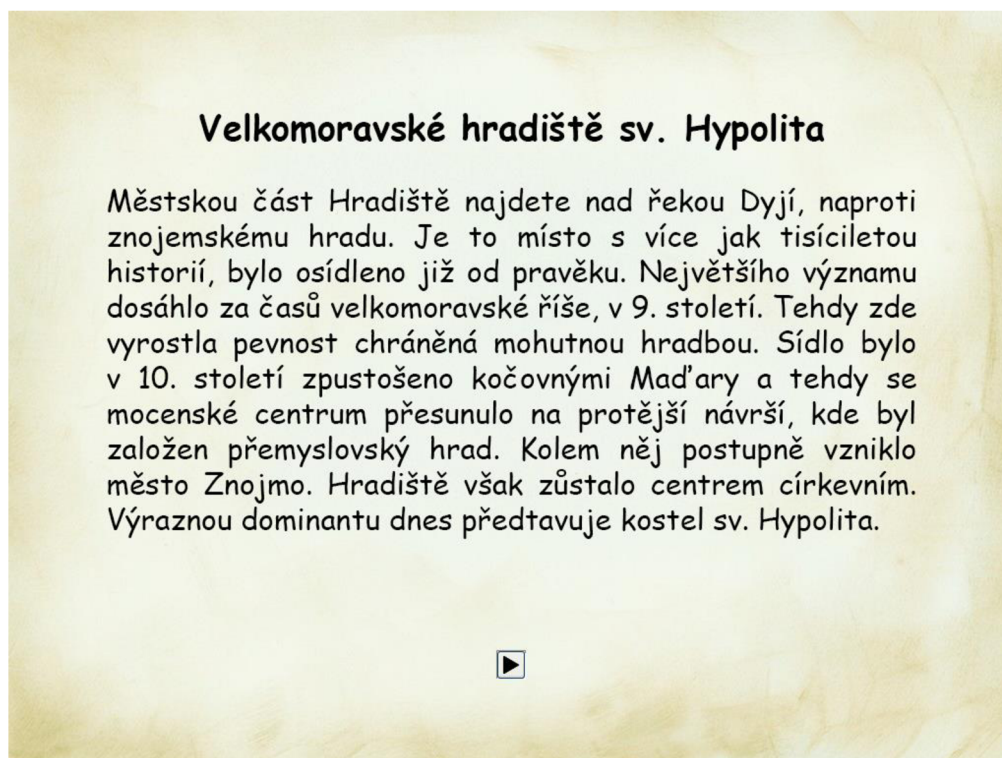 Velkomoravské hradiště sv. Hypolita
Městskou část Hradiště najdete nad řekou Dyjí, naproti
znojemskému hradu. Je to místo s více jak tisíciletou
historií, bylo osídleno již od pravěku. Největšího významu
dosáhlo za časů velkomoravské říše, v 9. století. Tehdy zde
vyrostla pevnost chráněná mohutnou hradbou. Sídlo bylo
v 10. století zpustošeno kočovnými Maďary a tehdy se
mocenské centrum přesunulo na protější návrší, kde byl
založen přemyslovský hrad. Kolem něj postupně vzniklo
město Znojmo. Hradiště však zůstalo centrem církevním.
Výraznou dominantu dnes předtavuje kostel sv. Hypolita.